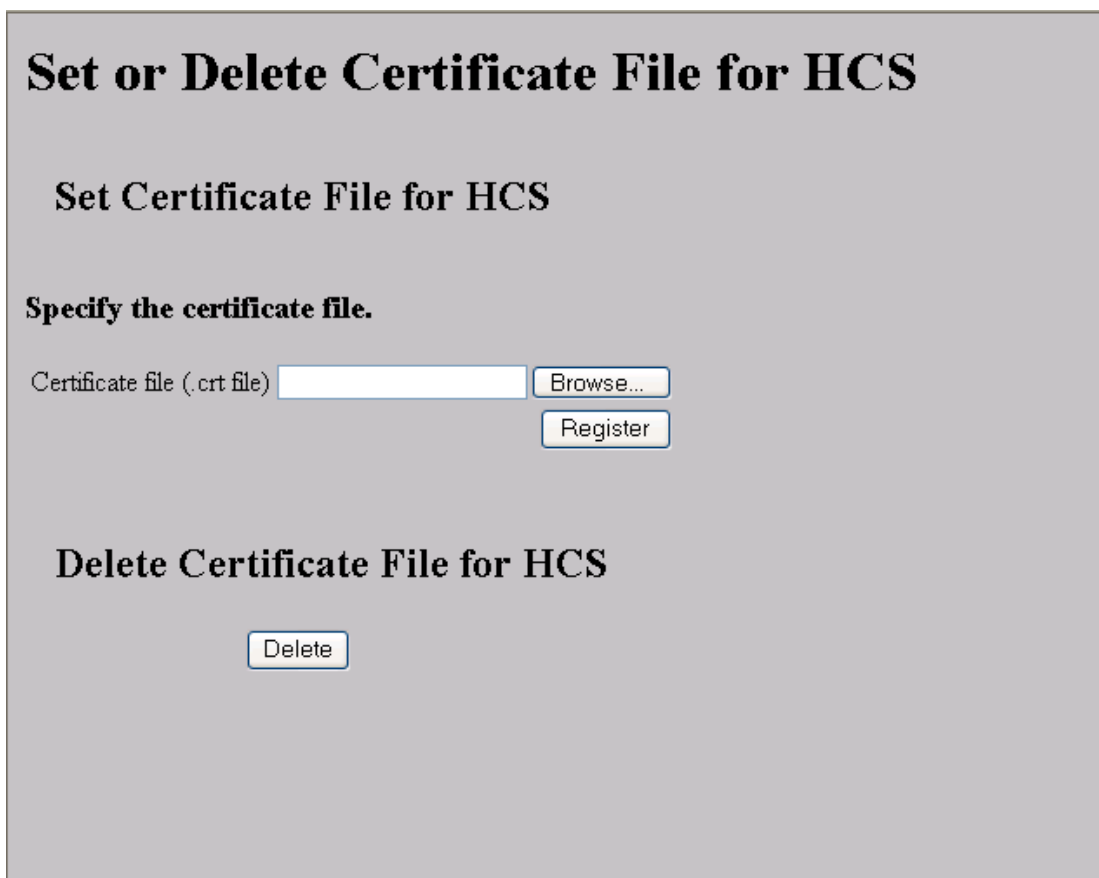 Set or Delete Certificate File for HCS
Set Certificate File for HCS
Specify the certificate file.
Certificate file (.crt file) Browse...
Register
Delete Certificate File for HCS
Delete